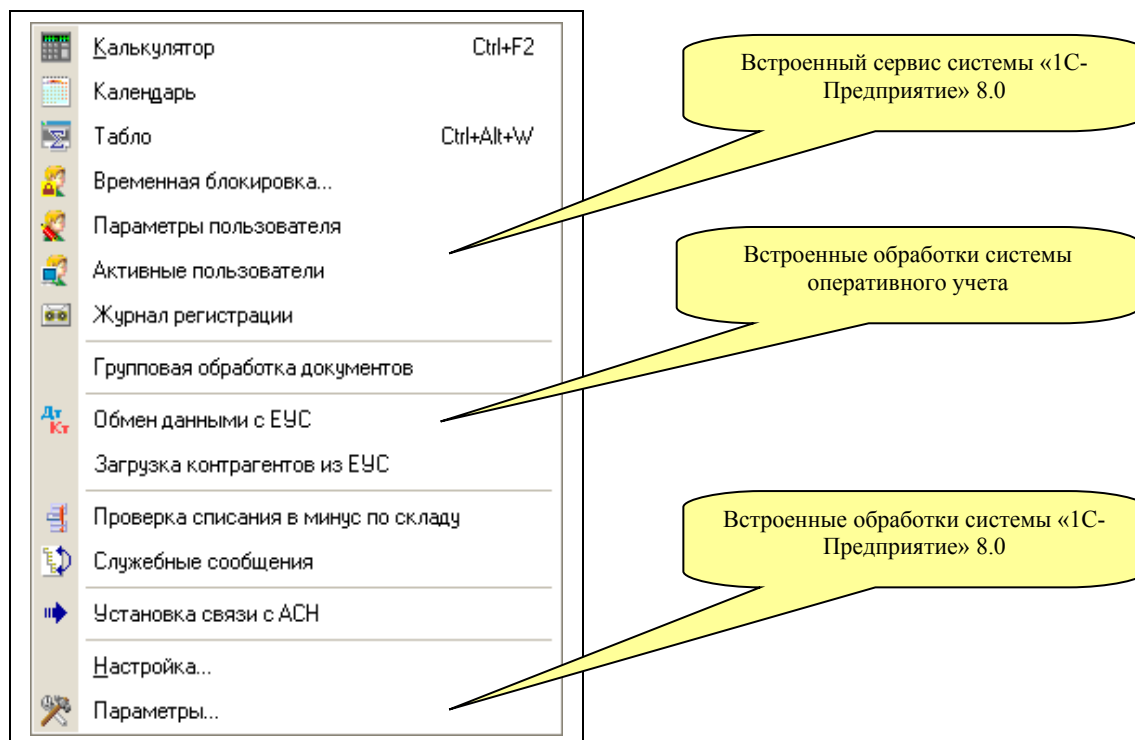 Калькулятор Ctrl+F2
Календарь
Табло Ctrl+Alt+W
Временная блокировка...
Параметры пользователя
Активные пользователи
Журнал регистрации
Групповая обработка документов
Дт
Кт
Обмен данными с ЕУС
Загрузка контрагентов из ЕУС
Проверка списания в минус по складу
Служебные сообщения
Установка связи с АСН
Настройка...
Параметры...
Встроенный сервис системы «1С-
Предприятие» 8.0
Встроенные обработки системы
оперативного учета
Встроенные обработки системы «1С-
Предприятие» 8.0